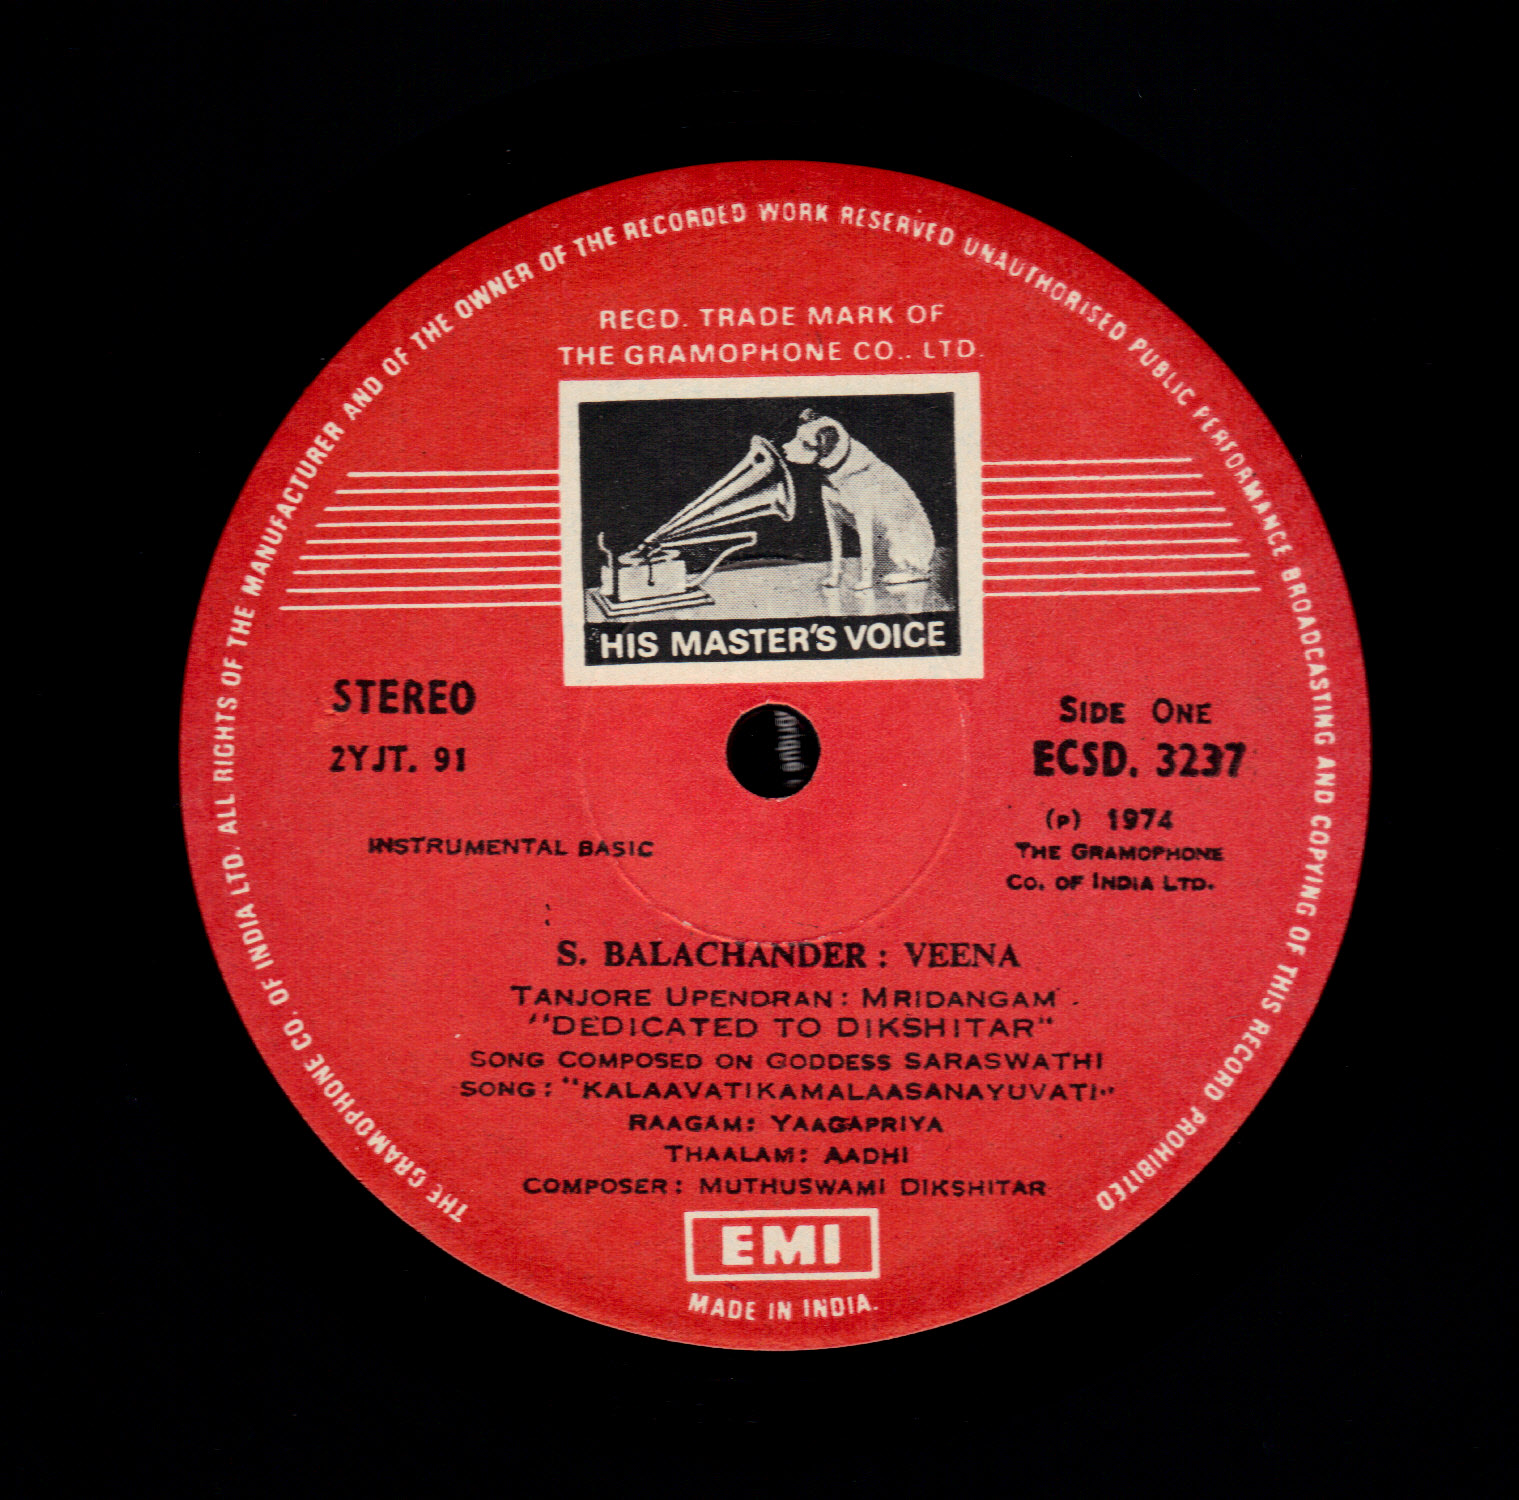 THE GRAMOPHONE CO. OF INDIA LTD. ALL RIGHTS OF THE MANUFACTURER AND OF THE OWNER OF THE RECORDED WORK RESERVED UNAUTHORISED PUBLIC PERFORMANCE BROADCASTING AND COPYING OF THIS RECORD PROHIBITED
REGD. TRADE MARK OF
THE GRAMOPHONE CO.. LTD.
HIS MASTER'S VOICE
STEREO
2YJT. 91
SIDE ONE
ECSD. 3237
(P) 1974
THE GRAMOPHONE
CO. OF INDIA LTD.
INSTRUMENTAL BASIC
S. BALACHANDER : VEENA
TANJORE UPENDRAN : MRIDANGAM
"DEDICATED TO DIKSHITAR"
SONG COMPOSED ON GODDESS SARASWATHI
SONG : "KALAAVATIKAMALAASANAYUVATI"
RAAGAM: YAAGAPRIYA
THAALAM: AADHI
COMPOSER: MUTHUSWAMI DIKSHITAR
EMI
MADE IN INDIA.